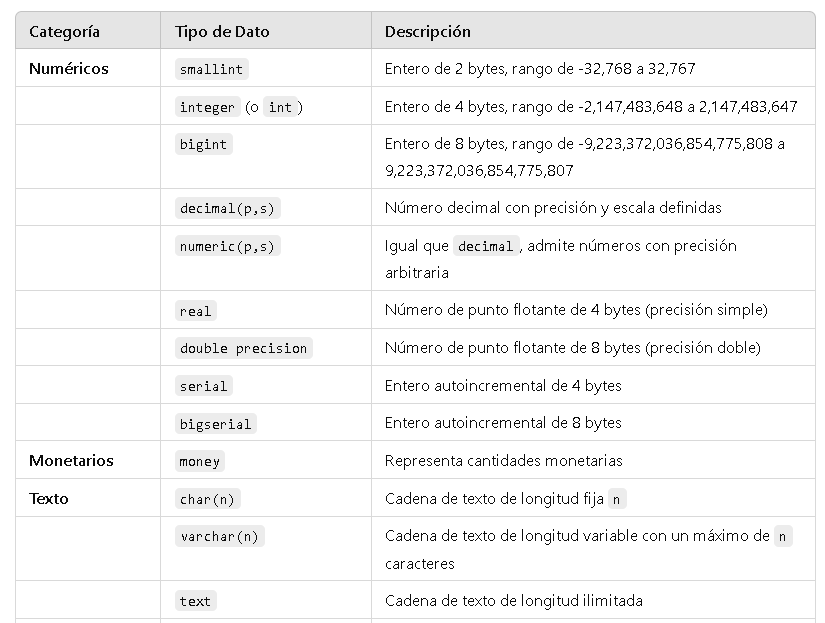 Categoría Tipo de Dato Descripción
Numéricos smallint Entero de 2 bytes, rango de -32,768 a 32,767
integer (o int) Entero de 4 bytes, rango de -2,147,483,648 a 2,147,483,647
bigint Entero de 8 bytes, rango de -9,223,372,036,854,775,808 a
9,223,372,036,854,775,807
decimal(p,s) Número decimal con precisión y escala definidas
numeric(p,s) Igual que decimal, admite números con precisión
arbitraria
real Número de punto flotante de 4 bytes (precisión simple)
double precision Número de punto flotante de 8 bytes (precisión doble)
serial Entero autoincremental de 4 bytes
bigserial Entero autoincremental de 8 bytes
Monetarios money Representa cantidades monetarias
Texto char(n) Cadena de texto de longitud fija n
varchar(n) Cadena de texto de longitud variable con un máximo de n
caracteres
text Cadena de texto de longitud ilimitada